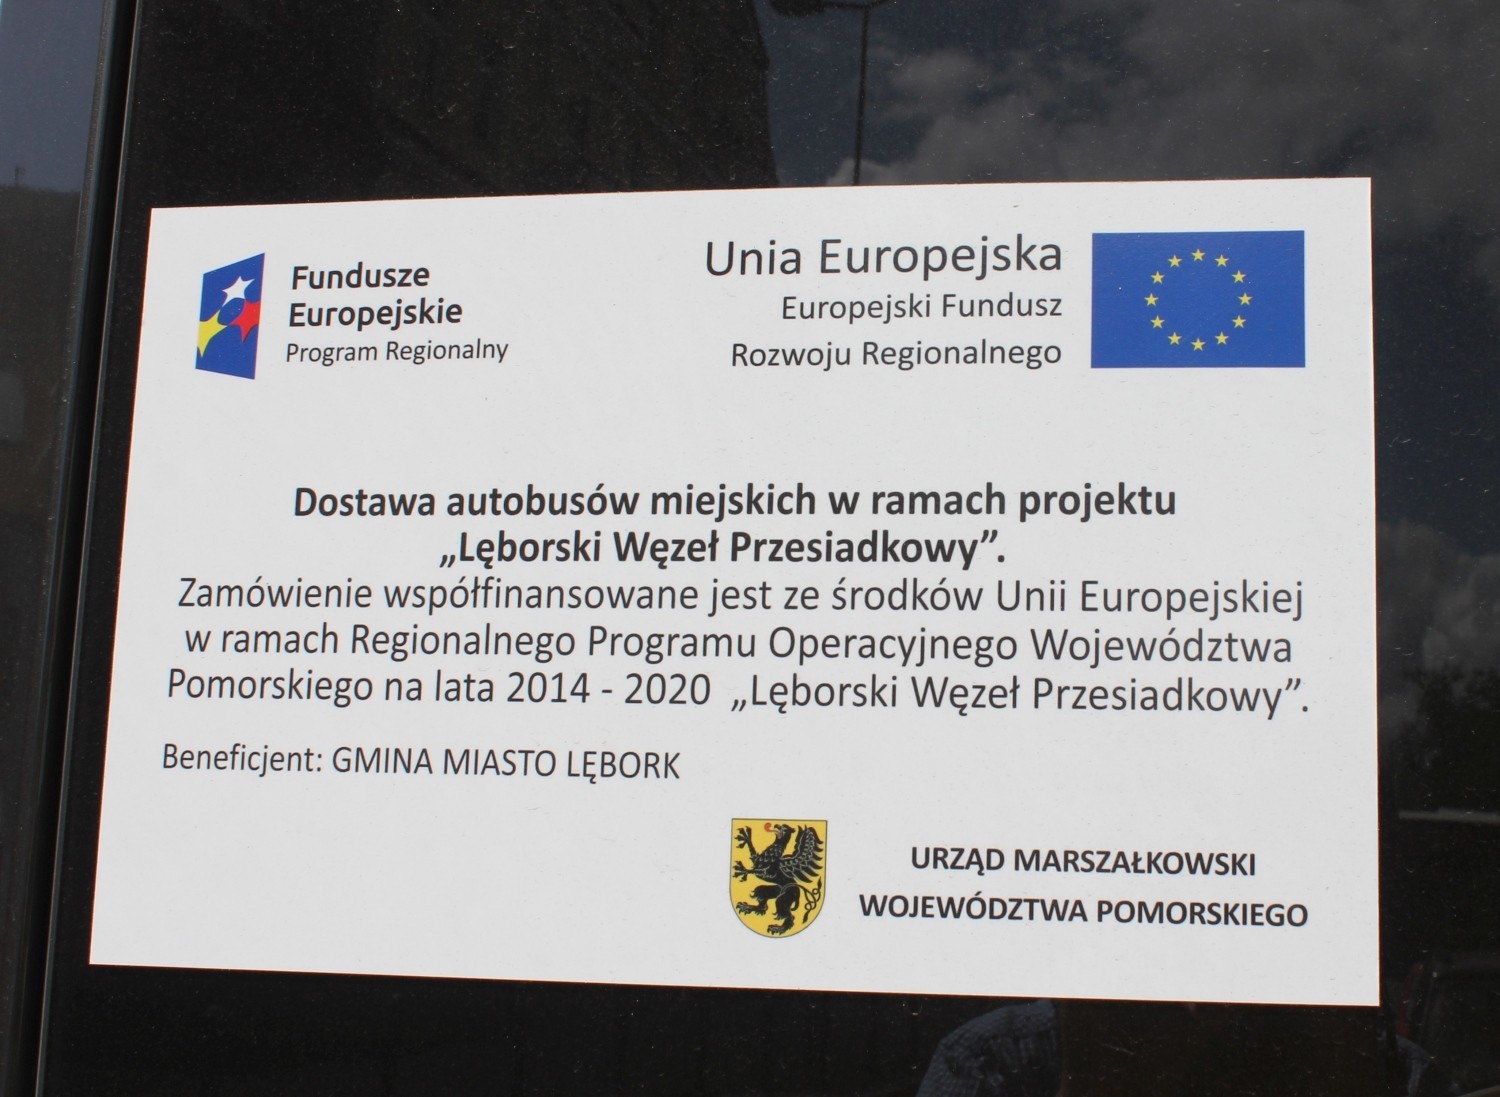 Fundusze
Europejskie
Program Regionalny
Unia Europejska
Europejski Fundusz
Rozwoju Regionalnego
Dostawa autobusów miejskich w ramach projektu
„Lęborski Węzeł Przesiadkowy”.
Zamówienie współfinansowane jest ze środków Unii Europejskiej
w ramach Regionalnego Programu Operacyjnego Województwa
Pomorskiego na lata 2014 - 2020 „Lęborski Węzeł Przesiadkowy”.
Beneficjent: GMINA MIASTO LĘBORK
URZĄD MARSZAŁKOWSKI
WOJEWÓDZTWA POMORSKIEGO